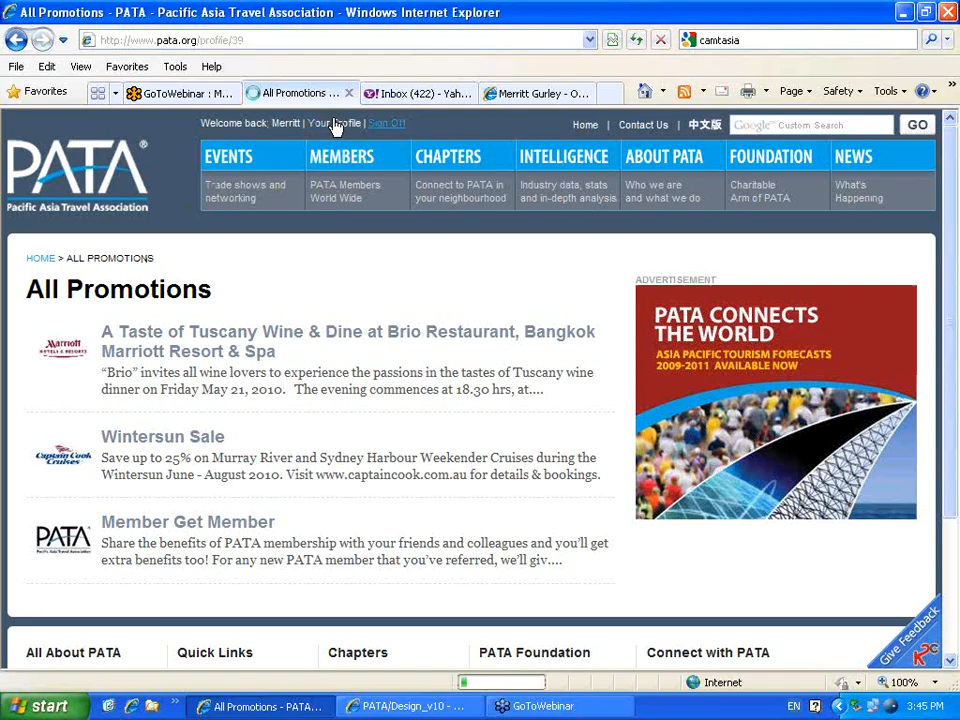 All Promotions - PATA - Pacific Asia Travel Association - Windows Internet Explorer
http://www.pata.org/profile/39
camtasia
File Edit View Favorites Tools Help
Favorites
GoToWebinar : M...
All Promotions ...
Inbox (422) - Yah...
Merritt Gurley - O...
Page
Safety
Tools
Welcome back, Merritt | Your Profile | Sign Off
Home | Contact Us | 中文版
Google™ Custom Search
GO
PATA
Pacific Asia Travel Association
EVENTS
MEMBERS
CHAPTERS
INTELLIGENCE
ABOUT PATA
FOUNDATION
NEWS
Trade shows and
networking
PATA Members
World Wide
Connect to PATA in
your neighbourhood
Industry data, stats
and in-depth analysis
Who we are
and what we do
Charitable
Arm of PATA
What's
Happening
HOME > ALL PROMOTIONS
All Promotions
Marriott
HOTELS & RESORTS
A Taste of Tuscany Wine & Dine at Brio Restaurant, Bangkok
Marriott Resort & Spa
“Brio” invites all wine lovers to experience the passions in the tastes of Tuscany wine
dinner on Friday May 21, 2010. The evening commences at 18.30 hrs, at....
Captain Cook
Cruises
Wintersun Sale
Save up to 25% on Murray River and Sydney Harbour Weekender Cruises during the
Wintersun June - August 2010. Visit www.captaincook.com.au for details & bookings.
PATA
Member Get Member
Share the benefits of PATA membership with your friends and colleagues and you’ll get
extra benefits too! For any new PATA member that you’ve referred, we’ll giv....
ADVERTISEMENT
PATA CONNECTS
THE WORLD
ASIA PACIFIC TOURISM FORECASTS
2009-2011 AVAILABLE NOW
Give Feedback
All About PATA
Quick Links
Chapters
PATA Foundation
Connect with PATA
Internet
100%
start
All Promotions - PATA...
PATA/Design_v10 - ...
GoToWebinar
EN
3:45 PM